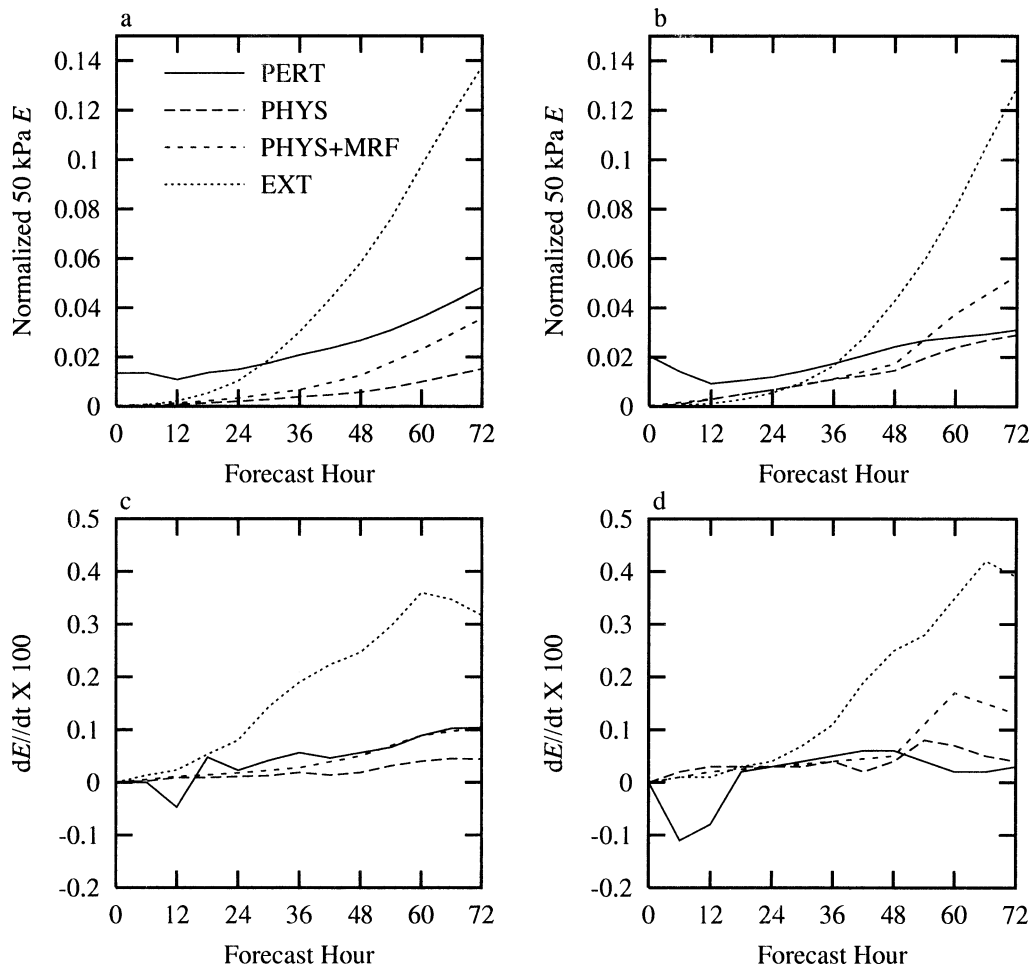 a
Normalized 50 kPa E
0.14
0.12
0.1
0.08
0.06
0.04
0.02
0
PERT
PHYS
PHYS+MRF
EXT
0 12 24 36 48 60 72
Forecast Hour
b
Normalized 50 kPa E
0.14
0.12
0.1
0.08
0.06
0.04
0.02
0
0 12 24 36 48 60 72
Forecast Hour
c
dE//dt X 100
0.5
0.4
0.3
0.2
0.1
0
-0.1
-0.2
0 12 24 36 48 60 72
Forecast Hour
d
dE//dt X 100
0.5
0.4
0.3
0.2
0.1
0
-0.1
-0.2
0 12 24 36 48 60 72
Forecast Hour